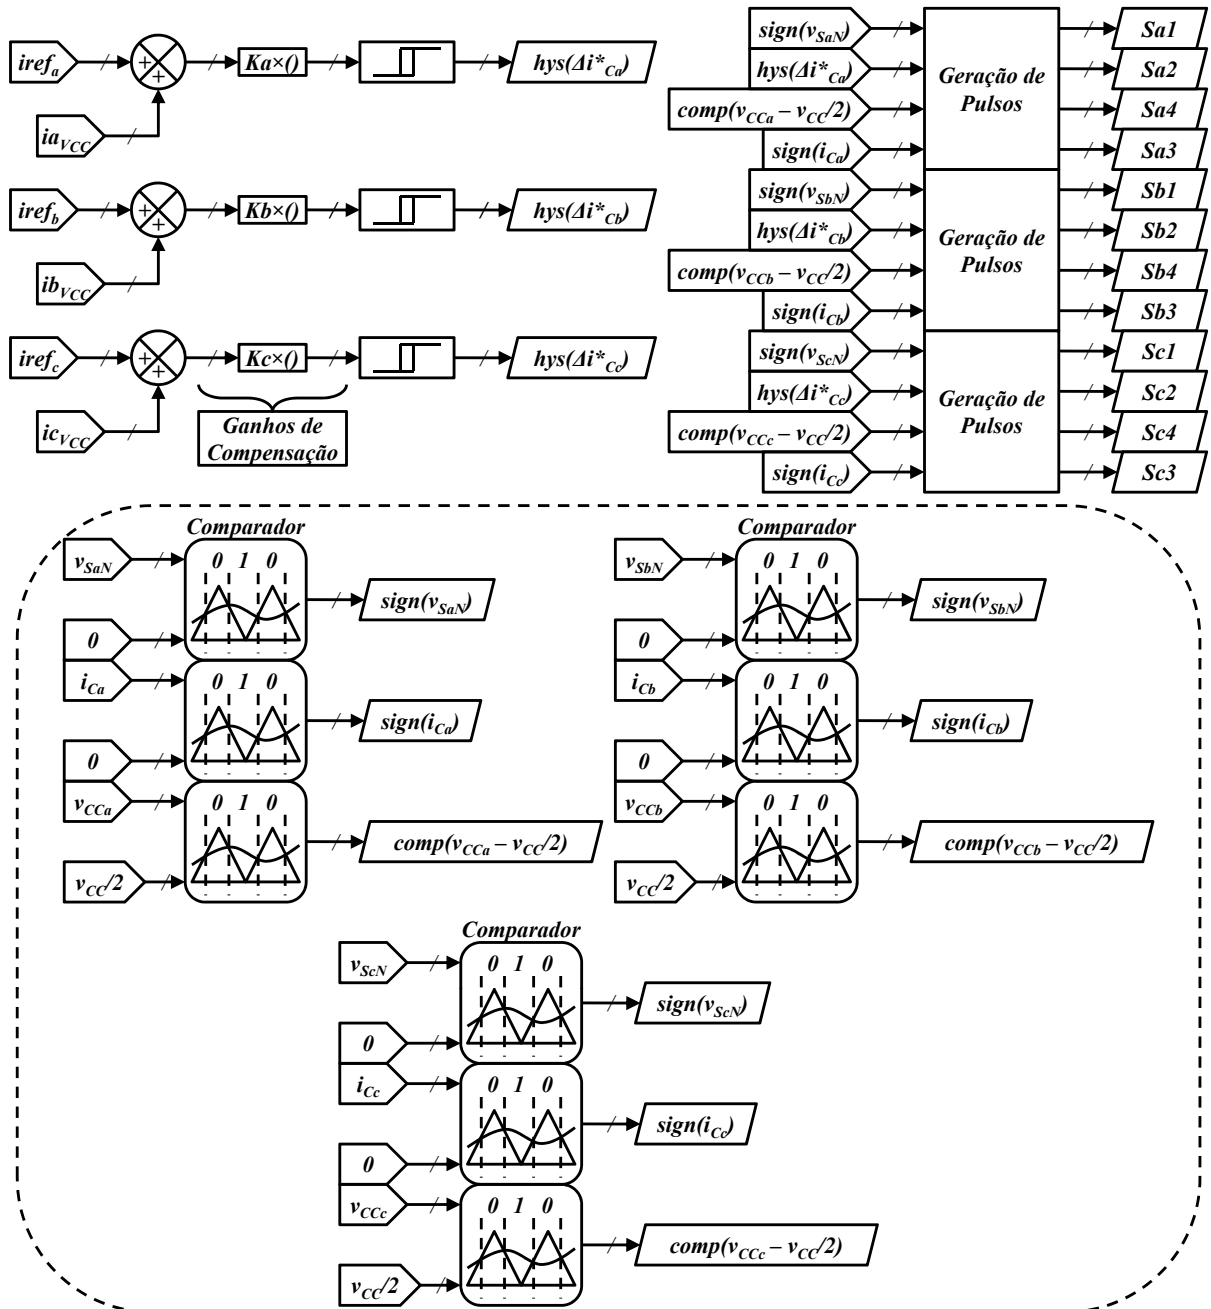 iref_a
+
+
Ka×()
hys(Δi*_Ca)
ia_VCC
iref_b
+
+
Kb×()
hys(Δi*_Cb)
ib_VCC
iref_c
+
+
Kc×()
hys(Δi*_Cc)
ic_VCC
Ganhos de
Compensação
sign(v_SaN)
hys(Δi*_Ca)
comp(v_CCa – v_CC/2)
sign(i_Ca)
Geração de
Pulsos
Sa1
Sa2
Sa4
Sa3
sign(v_SbN)
hys(Δi*_Cb)
comp(v_CCb – v_CC/2)
sign(i_Cb)
Geração de
Pulsos
Sb1
Sb2
Sb4
Sb3
sign(v_ScN)
hys(Δi*_Cc)
comp(v_CCc – v_CC/2)
sign(i_Cc)
Geração de
Pulsos
Sc1
Sc2
Sc4
Sc3
Comparador
v_SaN
0 1 0
sign(v_SaN)
0
i_Ca
0 1 0
sign(i_Ca)
0
v_CCa
0 1 0
comp(v_CCa – v_CC/2)
v_CC/2
Comparador
v_SbN
0 1 0
sign(v_SbN)
0
i_Cb
0 1 0
sign(i_Cb)
0
v_CCb
0 1 0
comp(v_CCb – v_CC/2)
v_CC/2
Comparador
v_ScN
0 1 0
sign(v_ScN)
0
i_Cc
0 1 0
sign(i_Cc)
0
v_CCc
0 1 0
comp(v_CCc – v_CC/2)
v_CC/2